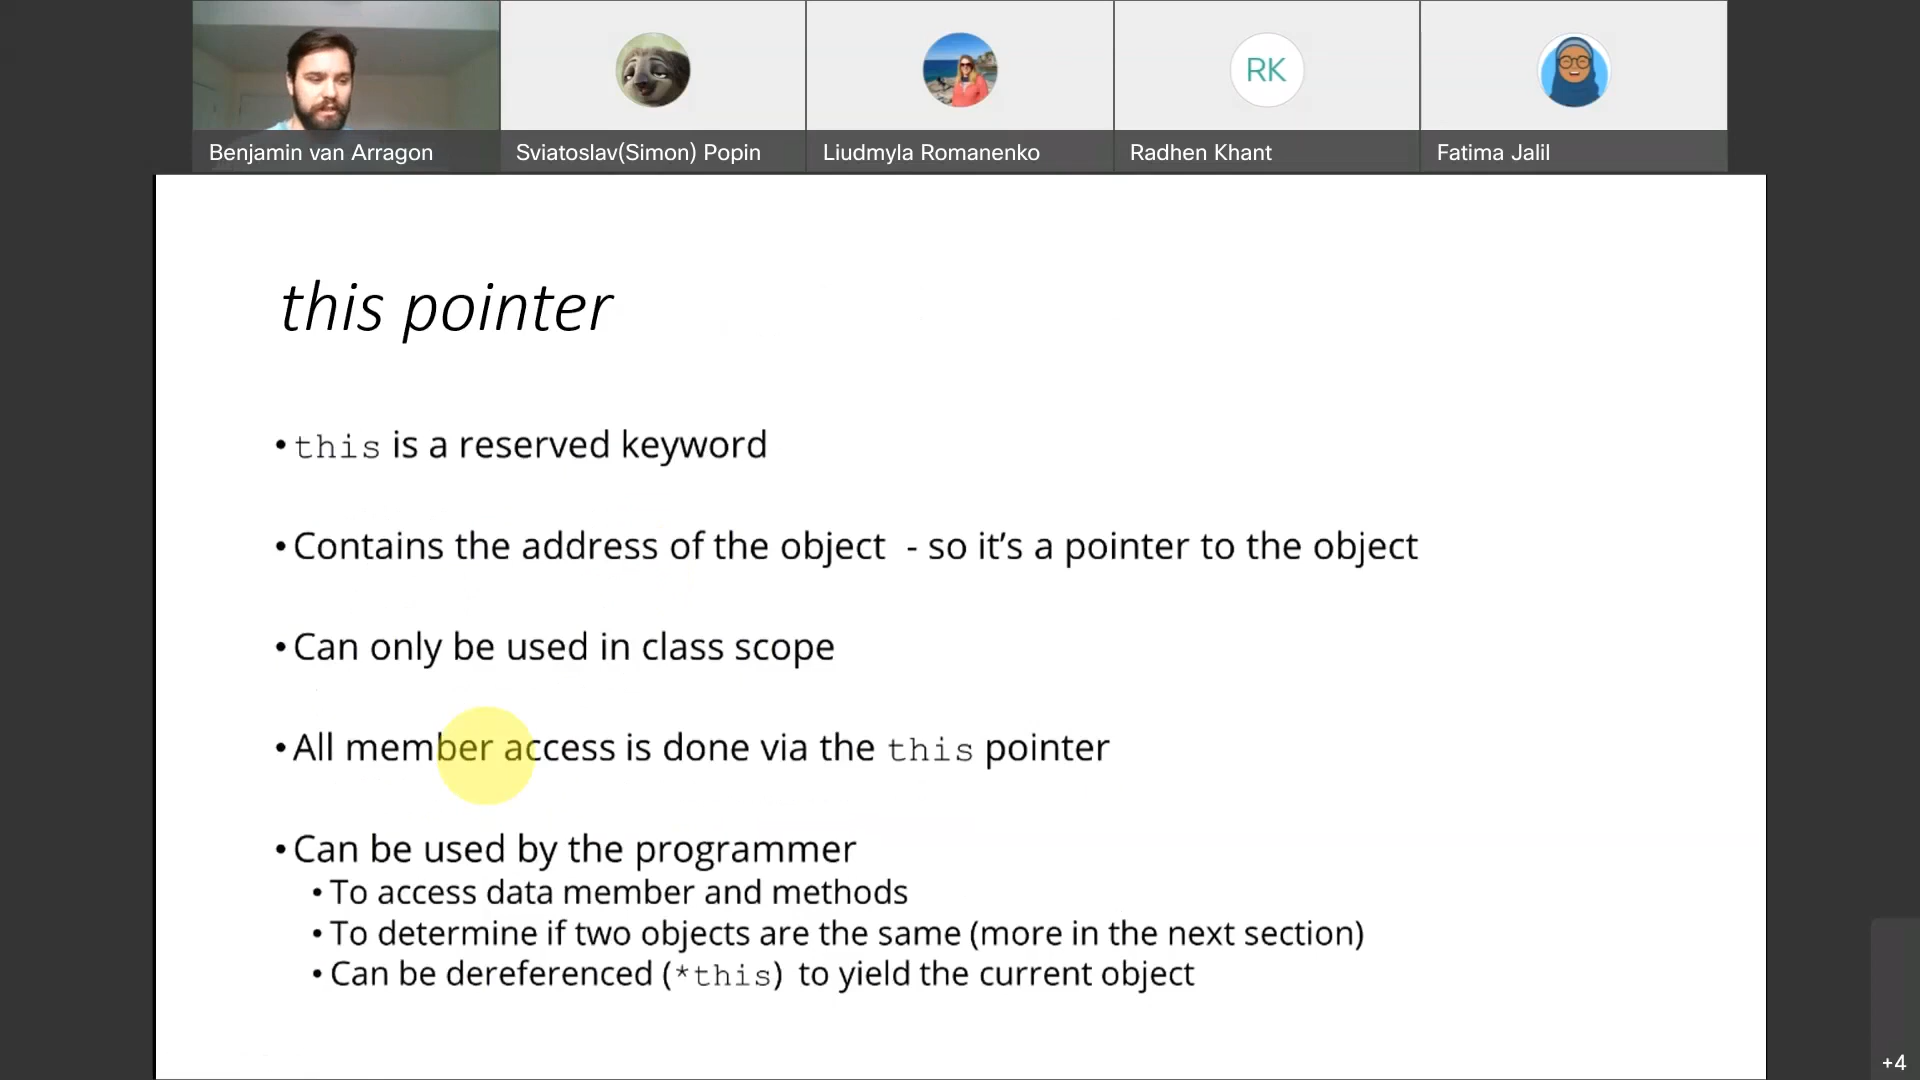 RK
Benjamin van Arragon
Sviatoslav(Simon) Popin
Liudmyla Romanenko
Radhen Khant
Fatima Jalil
this pointer
•this is a reserved keyword
•Contains the address of the object - so it’s a pointer to the object
•Can only be used in class scope
•All member access is done via the this pointer
•Can be used by the programmer
•To access data member and methods
•To determine if two objects are the same (more in the next section)
•Can be dereferenced (*this) to yield the current object
+4